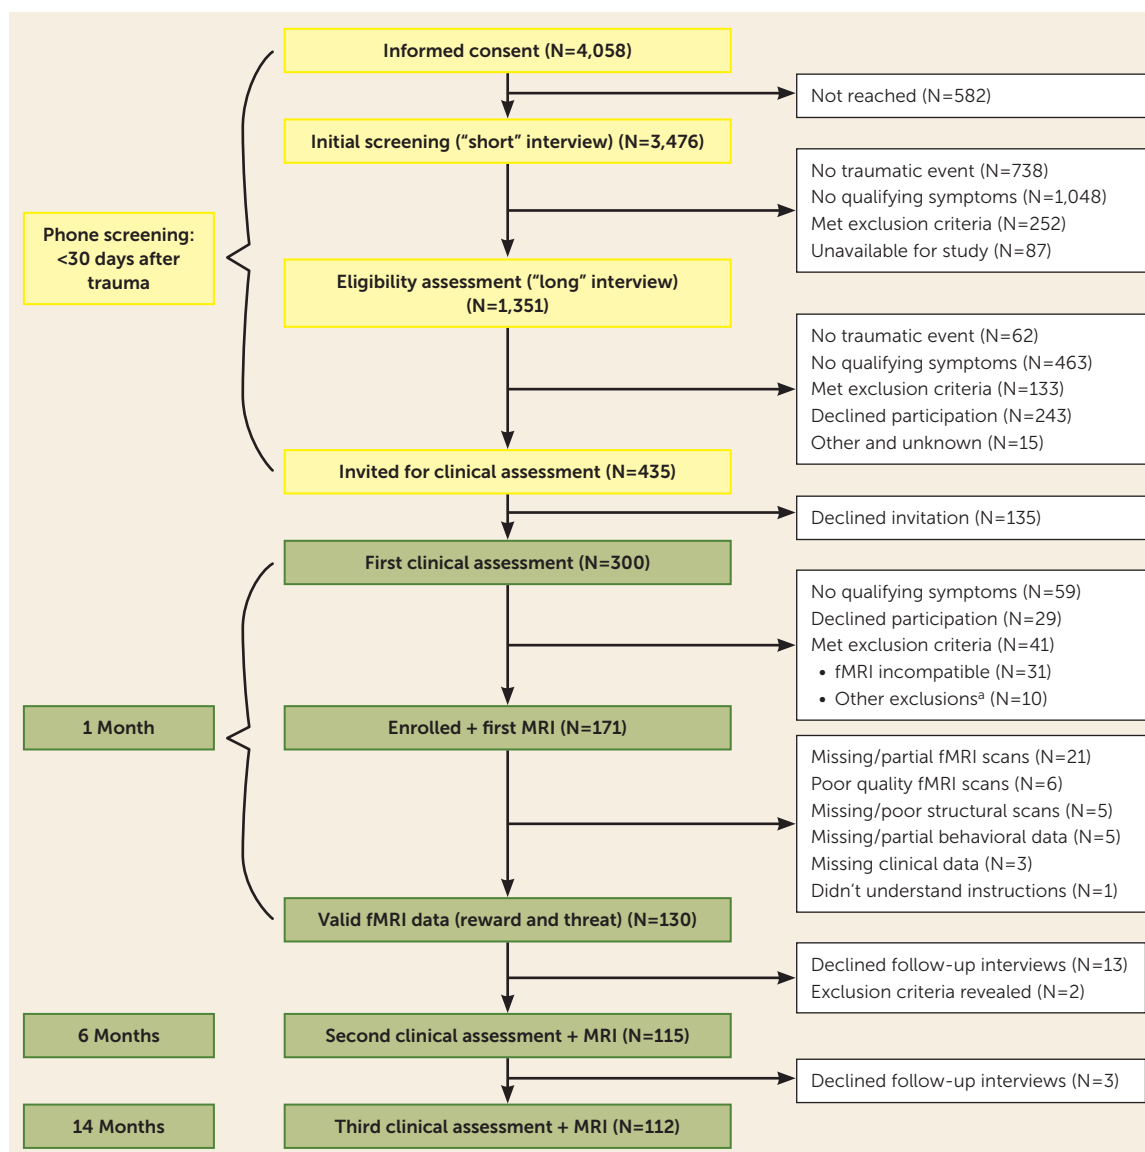 Informed consent (N=4,058)
Not reached (N=582)
Initial screening (“short” interview) (N=3,476)
No traumatic event (N=738)
No qualifying symptoms (N=1,048)
Met exclusion criteria (N=252)
Unavailable for study (N=87)
Phone screening:
<30 days after
trauma
Eligibility assessment (“long” interview)
(N=1,351)
No traumatic event (N=62)
No qualifying symptoms (N=463)
Met exclusion criteria (N=133)
Declined participation (N=243)
Other and unknown (N=15)
Invited for clinical assessment (N=435)
Declined invitation (N=135)
First clinical assessment (N=300)
No qualifying symptoms (N=59)
Declined participation (N=29)
Met exclusion criteria (N=41)
• fMRI incompatible (N=31)
• Other exclusionsª (N=10)
1 Month
Enrolled + first MRI (N=171)
Missing/partial fMRI scans (N=21)
Poor quality fMRI scans (N=6)
Missing/poor structural scans (N=5)
Missing/partial behavioral data (N=5)
Missing clinical data (N=3)
Didn’t understand instructions (N=1)
Valid fMRI data (reward and threat) (N=130)
Declined follow-up interviews (N=13)
Exclusion criteria revealed (N=2)
6 Months
Second clinical assessment + MRI (N=115)
Declined follow-up interviews (N=3)
14 Months
Third clinical assessment + MRI (N=112)